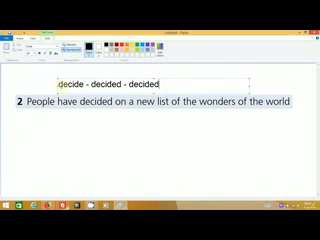 decide - decided - decided
2 People have decided on a new list of the wonders of the world